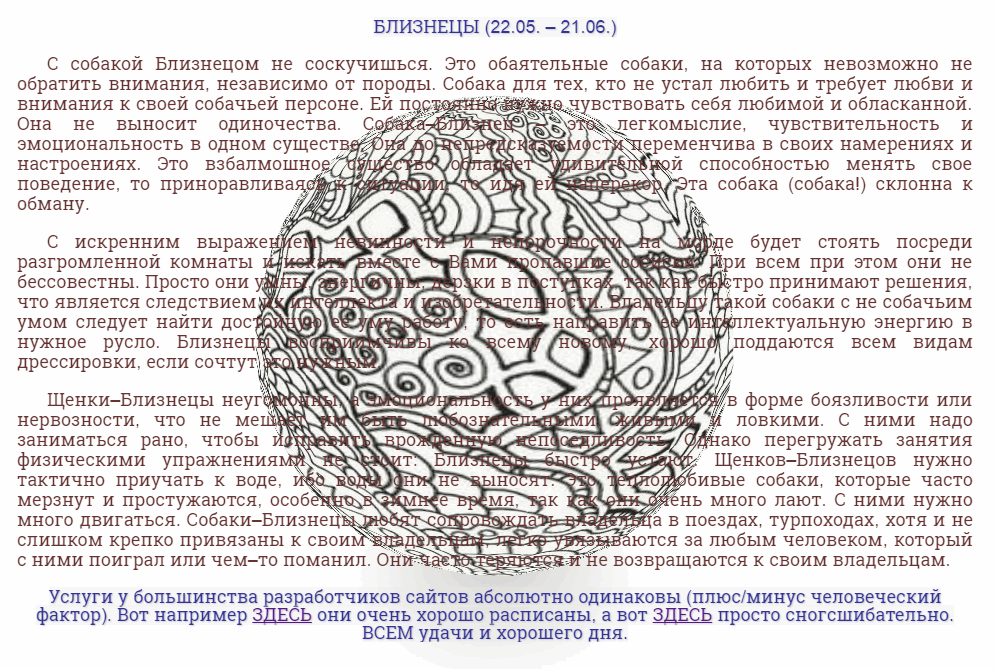 БЛИЗНЕЦЫ (22.05. – 21.06.)
С собакой Близнецом не соскучишься. Это обаятельные собаки, на которых невозможно не
обратить внимания, независимо от породы. Собака для тех, кто не устал любить и требует любви и
внимания к своей собачьей персоне. Ей постоянно нужно чувствовать себя любимой и обласканной.
Она не выносит одиночества. Собака–Близнец – это легкомыслие, чувствительность и
эмоциональность в одном существе. Она до непредсказуемости переменчива в своих намерениях и
настроениях. Это взбалмошное существо обладает удивительной способностью менять свое
поведение, то приноравливаясь к ситуации, то идя ей наперекор. Эта собака (собака!) склонна к
обману.
С искренним выражением невинности и непорочности на морде будет стоять посреди
разгромленной комнаты и искать вместе с Вами пропавшие сосиски. При всем при этом они не
бессовестны. Просто они умны, энергичны, дерзки в поступках, так как быстро принимают решения,
что является следствием их интеллекта и изобретательности. Владельцу такой собаки с не собачьим
умом следует найти достойную ее уму работу, то есть направить ее интеллектуальную энергию в
нужное русло. Близнецы восприимчивы ко всему новому, хорошо поддаются всем видам
дрессировки, если сочтут это нужным.
Щенки–Близнецы неугомонны, а эмоциональность у них проявляется в форме боязливости или
нервозности, что не мешает им быть любознательными, живыми и ловкими. С ними надо
заниматься рано, чтобы исправить врожденную непоседливость. Однако перегружать занятия
физическими упражнениями не стоит: Близнецы быстро устают. Щенков–Близнецов нужно
тактично приучать к воде, ибо воды они не выносят. Это теплолюбивые собаки, которые часто
мерзнут и простужаются, особенно в зимнее время, так как они очень много лают. С ними нужно
много двигаться. Собаки–Близнецы любят сопровождать владельца в поездах, турпоходах, хотя и не
слишком крепко привязаны к своим владельцам, легко увязываются за любым человеком, который
с ними поиграл или чем–то поманил. Они часто теряются и не возвращаются к своим владельцам.
Услуги у большинства разработчиков сайтов абсолютно одинаковы (плюс/минус человеческий
фактор). Вот например ЗДЕСЬ они очень хорошо расписаны, а вот ЗДЕСЬ просто сногсшибательно.
ВСЕМ удачи и хорошего дня.